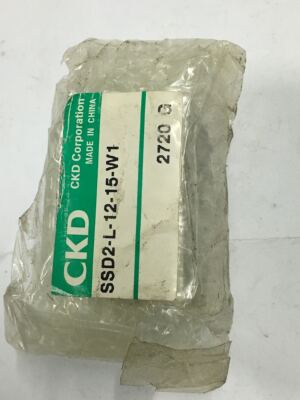 CKD
CKD Corporation
MADE IN CHINA
SSD2-L-12-15-W1
2720 G